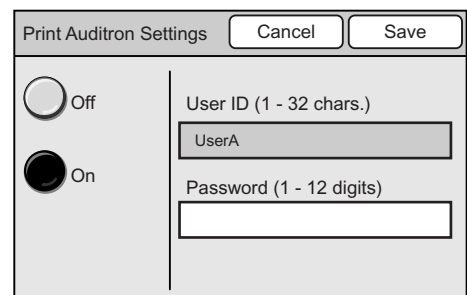 Print Auditron Settings Cancel Save
Off
On
User ID (1 - 32 chars.)
UserA
Password (1 - 12 digits)